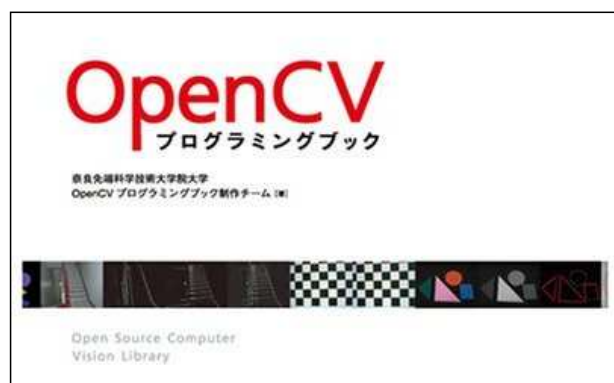 OpenCV
プログラミングブック
奈良先端科学技術大学院大学
OpenCV プログラミングブック制作チーム [著]
Open Source Computer
Vision Library